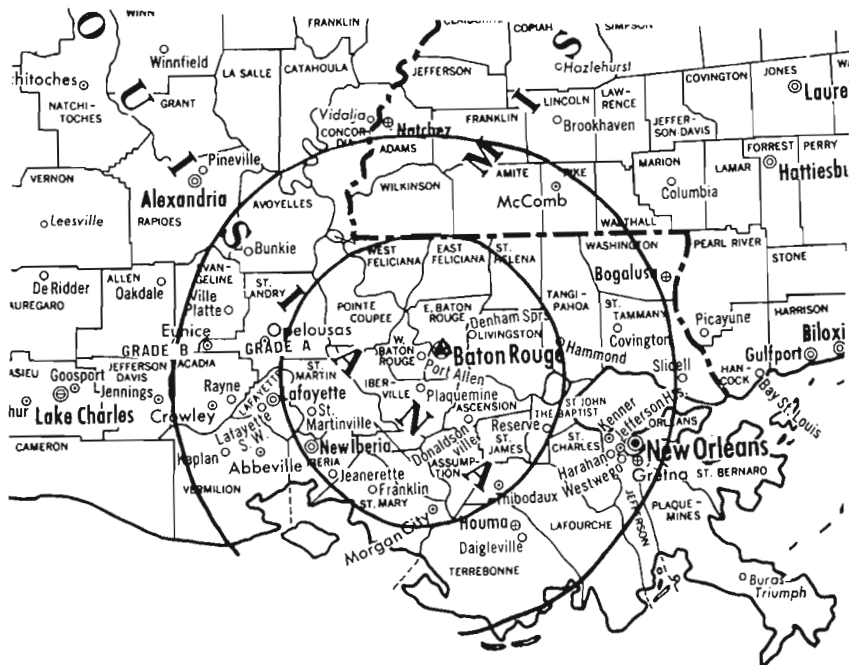 WINN
Winnfield
CLAIBORNE
COPIAH
SIMPSON
FRANKLIN
LA SALLE
CATAHOULA
JEFFERSON
Hazlehurst
COVINGTON
JONES
NATCHI-
TOCHES
GRANT
Vidalia
CONCOR-
DIA
Natchez
FRANKLIN
LINCOLN
LAW-
RENCE
Brookhaven
JEFFER-
SON-DAVIS
ADAMS
Pineville
Alexandria
VERNON
RAPIDES
AVOYELLES
WILKINSON
AMITE
PIKE
McComb
MARION
Columbia
LAMAR
FORREST
PERRY
WALTHALL
Leesville
Bunkie
WEST
FELICIANA
EAST
FELICIANA
ST.
HELENA
WASHINGTON
Bogalusa
PEARL RIVER
STONE
De Ridder
ALLEN
Oakdale
EVAN-
GELINE
Ville
Platte
ST.
LANDRY
POINTE
COUPEE
E. BATON
ROUGE
TANGI-
PAHOA
ST.
TAMMANY
Covington
Picayune
HARRISON
Eunice
Opelousas
GRADE B
GRADE A
ACADIA
W.
BATON
ROUGE
Denham Spr.
LIVINGSTON
Baton Rouge
Port Allen
Hammond
Slidell
HAN-
COCK
Gulfport
Biloxi
Bay St. Louis
Goosport
JEFFERSON
DAVIS
Jennings
Lake Charles
Rayne
Crowley
LAFAYETTE
Lafayette
Lafayette
S. W.
ST.
MARTIN
St.
Martinville
IBER-
VILLE
Plaquemine
ASCENSION
Donaldson
ville
Reserve
ST. JOHN
THE BAPTIST
Kenner
Jefferson Hts.
ORLEANS
New Orleans
CAMERON
Kaplan
Abbeville
VERMILION
New Iberia
IBERIA
Jeanerette
Franklin
ST. MARY
ASSUMP-
TION
ST.
JAMES
ST.
CHARLES
Harahan
Westwego
Gretna
ST. BERNARD
Morgan City
Thibodaux
Houma
Daigleville
TERREBONNE
LAFOURCHE
JEFFERSON
PLAQUE-
MINES
Buras
Triumph
O U I S I A N A
M I S